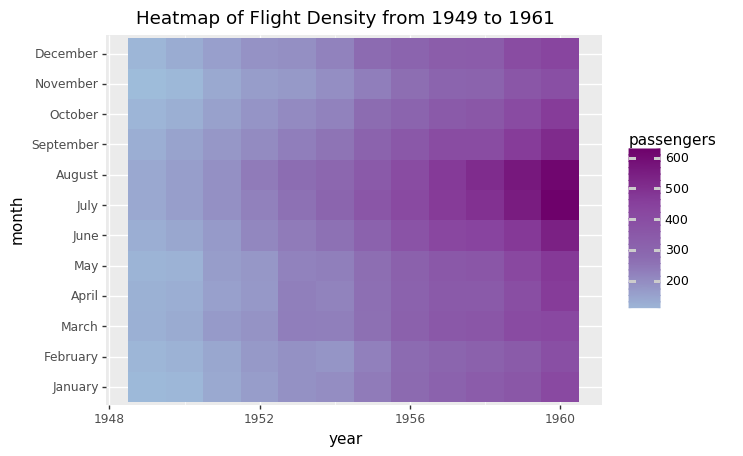 Heatmap of Flight Density from 1949 to 1961
December
November
October
September
August
July
June
May
April
March
February
January
month
1948
1952
1956
1960
year
passengers
600
500
400
300
200